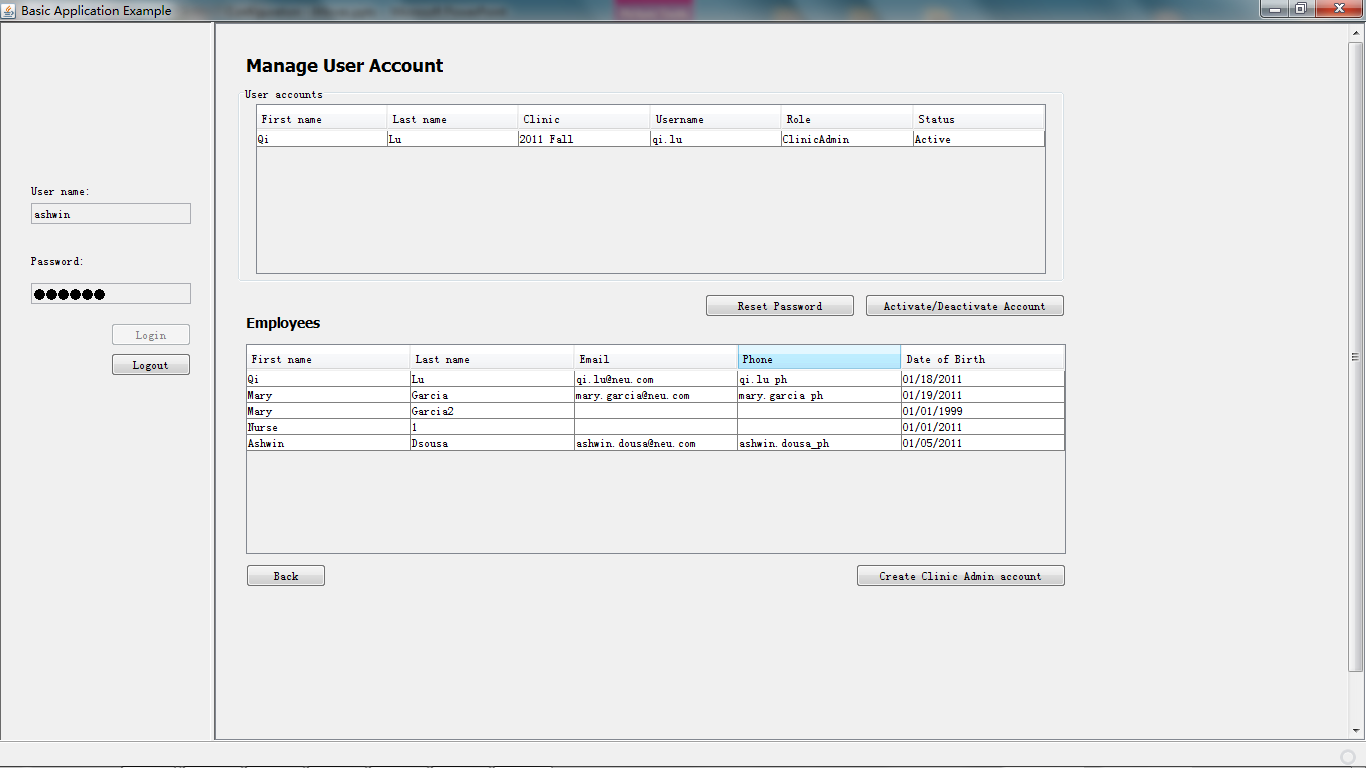 Basic Application Example
User name:
ashwin
Password:
Login
Logout
Manage User Account
User accounts
First name Last name Clinic Username Role Status
Qi Lu 2011 Fall qi.lu ClinicAdmin Active
Reset Password Activate/Deactivate Account
Employees
First name Last name Email Phone Date of Birth
Qi Lu qi.lu@neu.com qi.lu ph 01/18/2011
Mary Garcia mary.garcia@neu.com mary.garcia ph 01/19/2011
Mary Garcia2 01/01/1999
Nurse 1 01/01/2011
Ashwin Dsousa ashwin.dousa@neu.com ashwin.dousa_ph 01/05/2011
Back Create Clinic Admin account